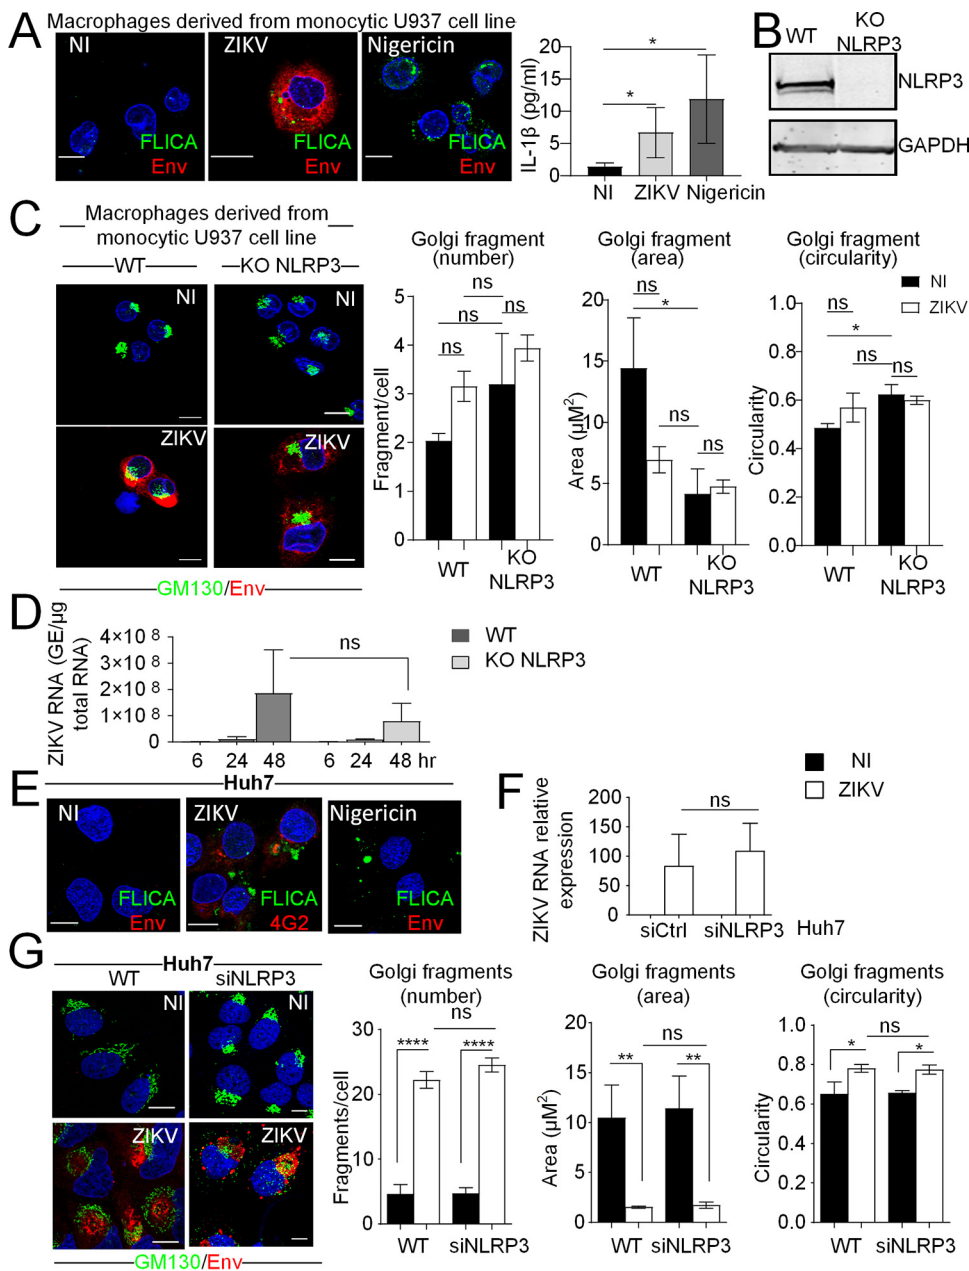 A
Macrophages derived from monocytic U937 cell line
NI
FLICA
Env
ZIKV
FLICA
Env
Nigericin
FLICA
Env
IL-1β (pg/ml)
20
15
10
5
0
*
*
NI
ZIKV
Nigericin
B
WT
KO
NLRP3
NLRP3
GAPDH
C
Macrophages derived from
monocytic U937 cell line
WT
KO NLRP3
NI
NI
ZIKV
ZIKV
GM130/Env
Golgi fragment
(number)
Fragment/cell
5
4
3
2
1
0
ns
ns
ns
ns
WT
KO
NLRP3
Golgi fragment
(area)
Area (μM²)
20
15
10
5
0
ns
*
ns
ns
WT
KO
NLRP3
Golgi fragment
(circularity)
NI
ZIKV
Circularity
1.0
0.8
0.6
0.4
0.2
0.0
ns
*
ns
ns
WT
KO
NLRP3
D
ZIKV RNA (GE/μg
total RNA)
4×10 8
3×10 8
2×10 8
1×10 8
0
ns
6
24
48
6
24
48 hr
WT
KO NLRP3
E
Huh7
NI
FLICA
Env
ZIKV
FLICA
4G2
Nigericin
FLICA
Env
F
NI
ZIKV
ZIKV RNA relative
expression
200
150
100
50
0
ns
siCtrl
siNLRP3
Huh7
G
Huh7
WT
siNLRP3
NI
NI
ZIKV
ZIKV
GM130/Env
Golgi fragments
(number)
Fragments/cell
30
20
10
0
ns
****
****
WT
siNLRP3
Golgi fragments
(area)
Area (μM²)
20
15
10
5
0
ns
**
**
WT
siNLRP3
Golgi fragments
(circularity)
Circularity
1.0
0.8
0.6
0.4
0.2
0.0
ns
*
*
WT
siNLRP3